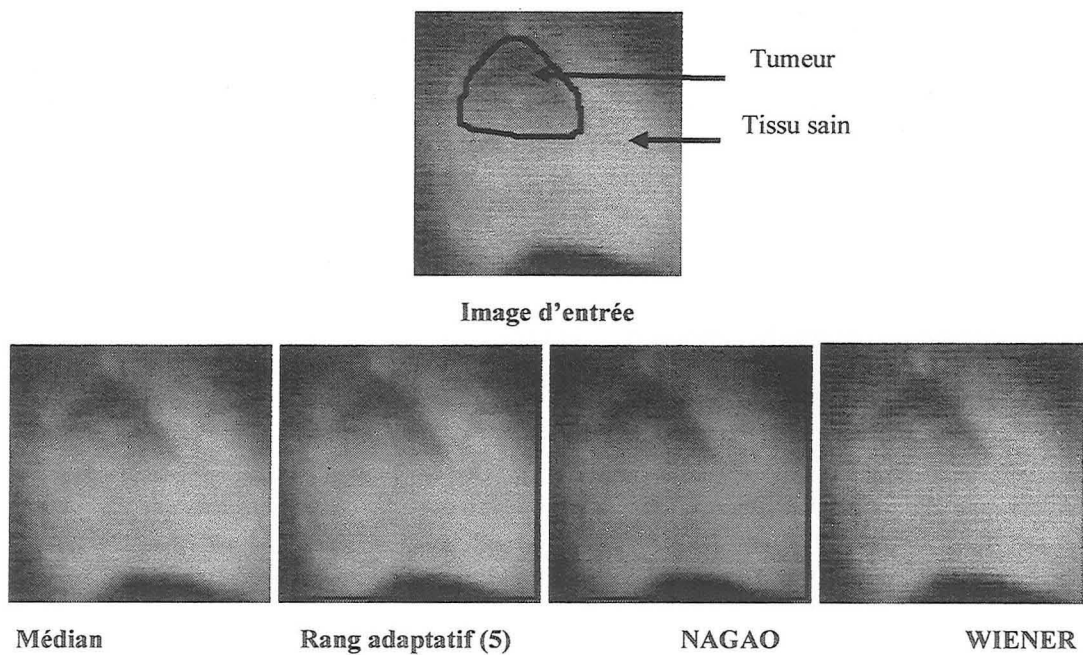 Tumeur
Tissu sain
Image d'entrée
Médian
Rang adaptatif (5)
NAGAO
WIENER